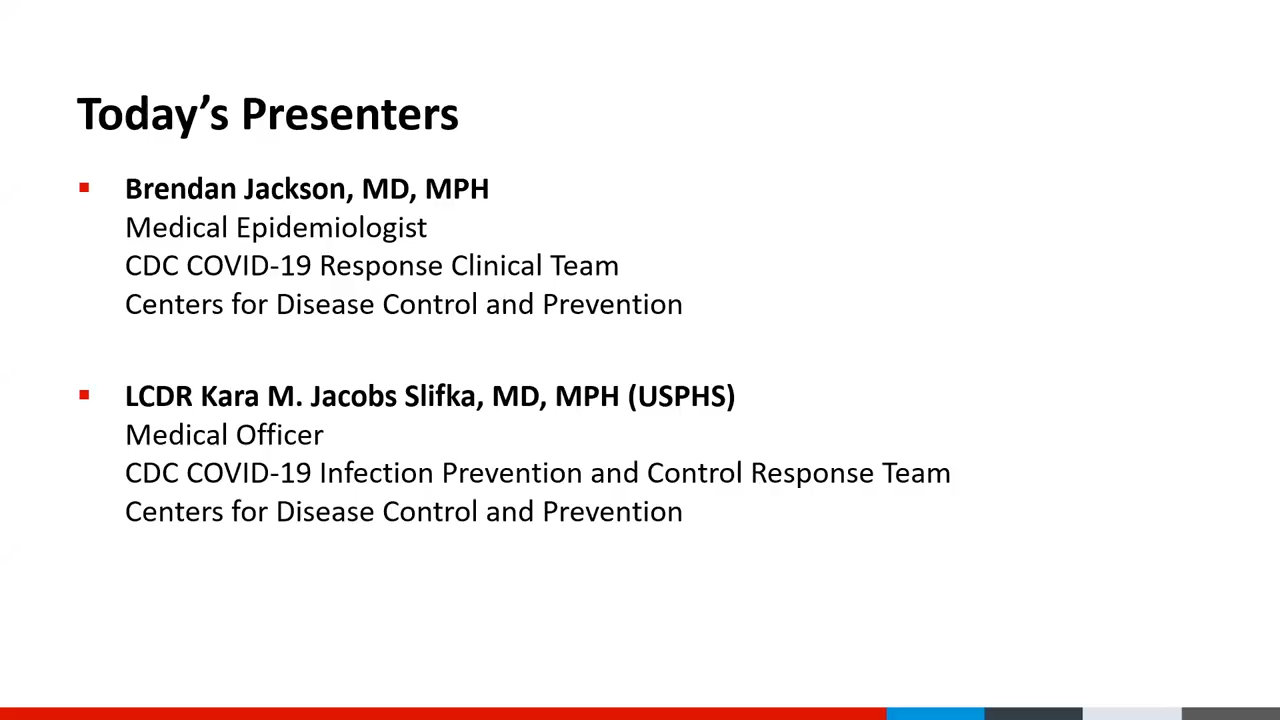 Today’s Presenters
▪ Brendan Jackson, MD, MPH
Medical Epidemiologist
CDC COVID-19 Response Clinical Team
Centers for Disease Control and Prevention
▪ LCDR Kara M. Jacobs Slifka, MD, MPH (USPHS)
Medical Officer
CDC COVID-19 Infection Prevention and Control Response Team
Centers for Disease Control and Prevention